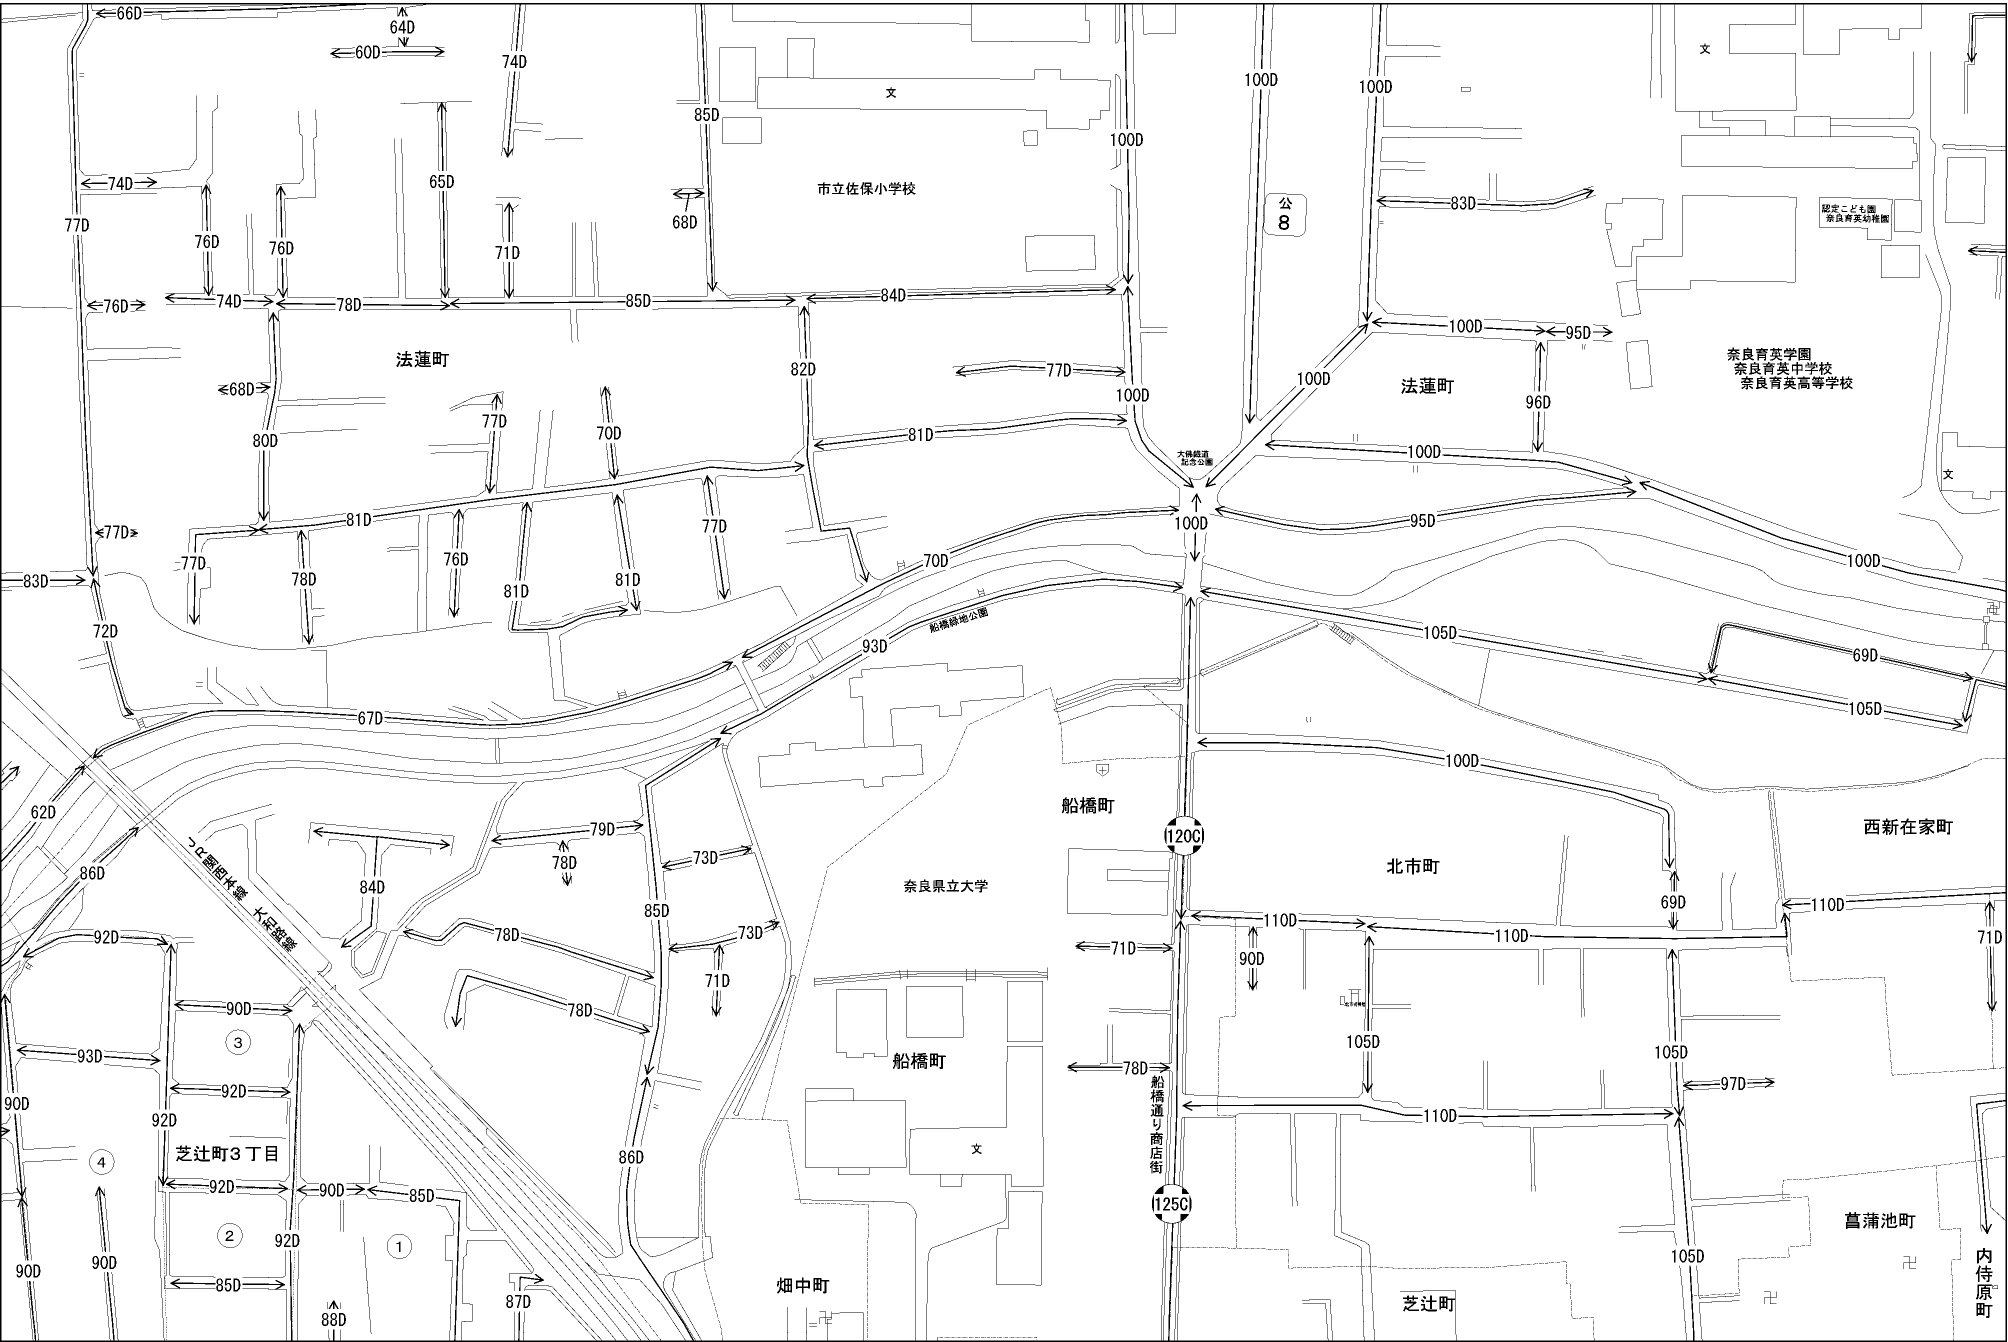 66D
64D
60D
74D
文
文
100D
100D
85D
100D
65D
74D
68D
市立佐保小学校
公
8
83D
認定こども園
奈良育英幼稚園
77D
76D
76D
71D
76D
74D
78D
85D
84D
100D
95D
法蓮町
82D
77D
100D
100D
法蓮町
奈良育英学園
奈良育英中学校
奈良育英高等学校
68D
77D
70D
96D
80D
81D
100D
大佛鐵道
記念公園
文
81D
77D
77D
77D
78D
76D
81D
81D
77D
70D
100D
95D
100D
83D
72D
船橋緑地公園
93D
105D
69D
105D
67D
100D
62D
86D
JR関西本線
大和路線
84D
79D
78D
73D
船橋町
120C
北市町
西新在家町
奈良県立大学
92D
78D
85D
73D
71D
78D
71D
110D
90D
110D
69D
110D
71D
90D
3
93D
92D
90D
92D
船橋町
78D
105D
105D
97D
船橋通り商店街
110D
芝辻町3丁目
4
92D
90D
85D
86D
文
125C
2
92D
1
90D
90D
85D
88D
87D
畑中町
芝辻町
105D
菖蒲池町
内侍原町